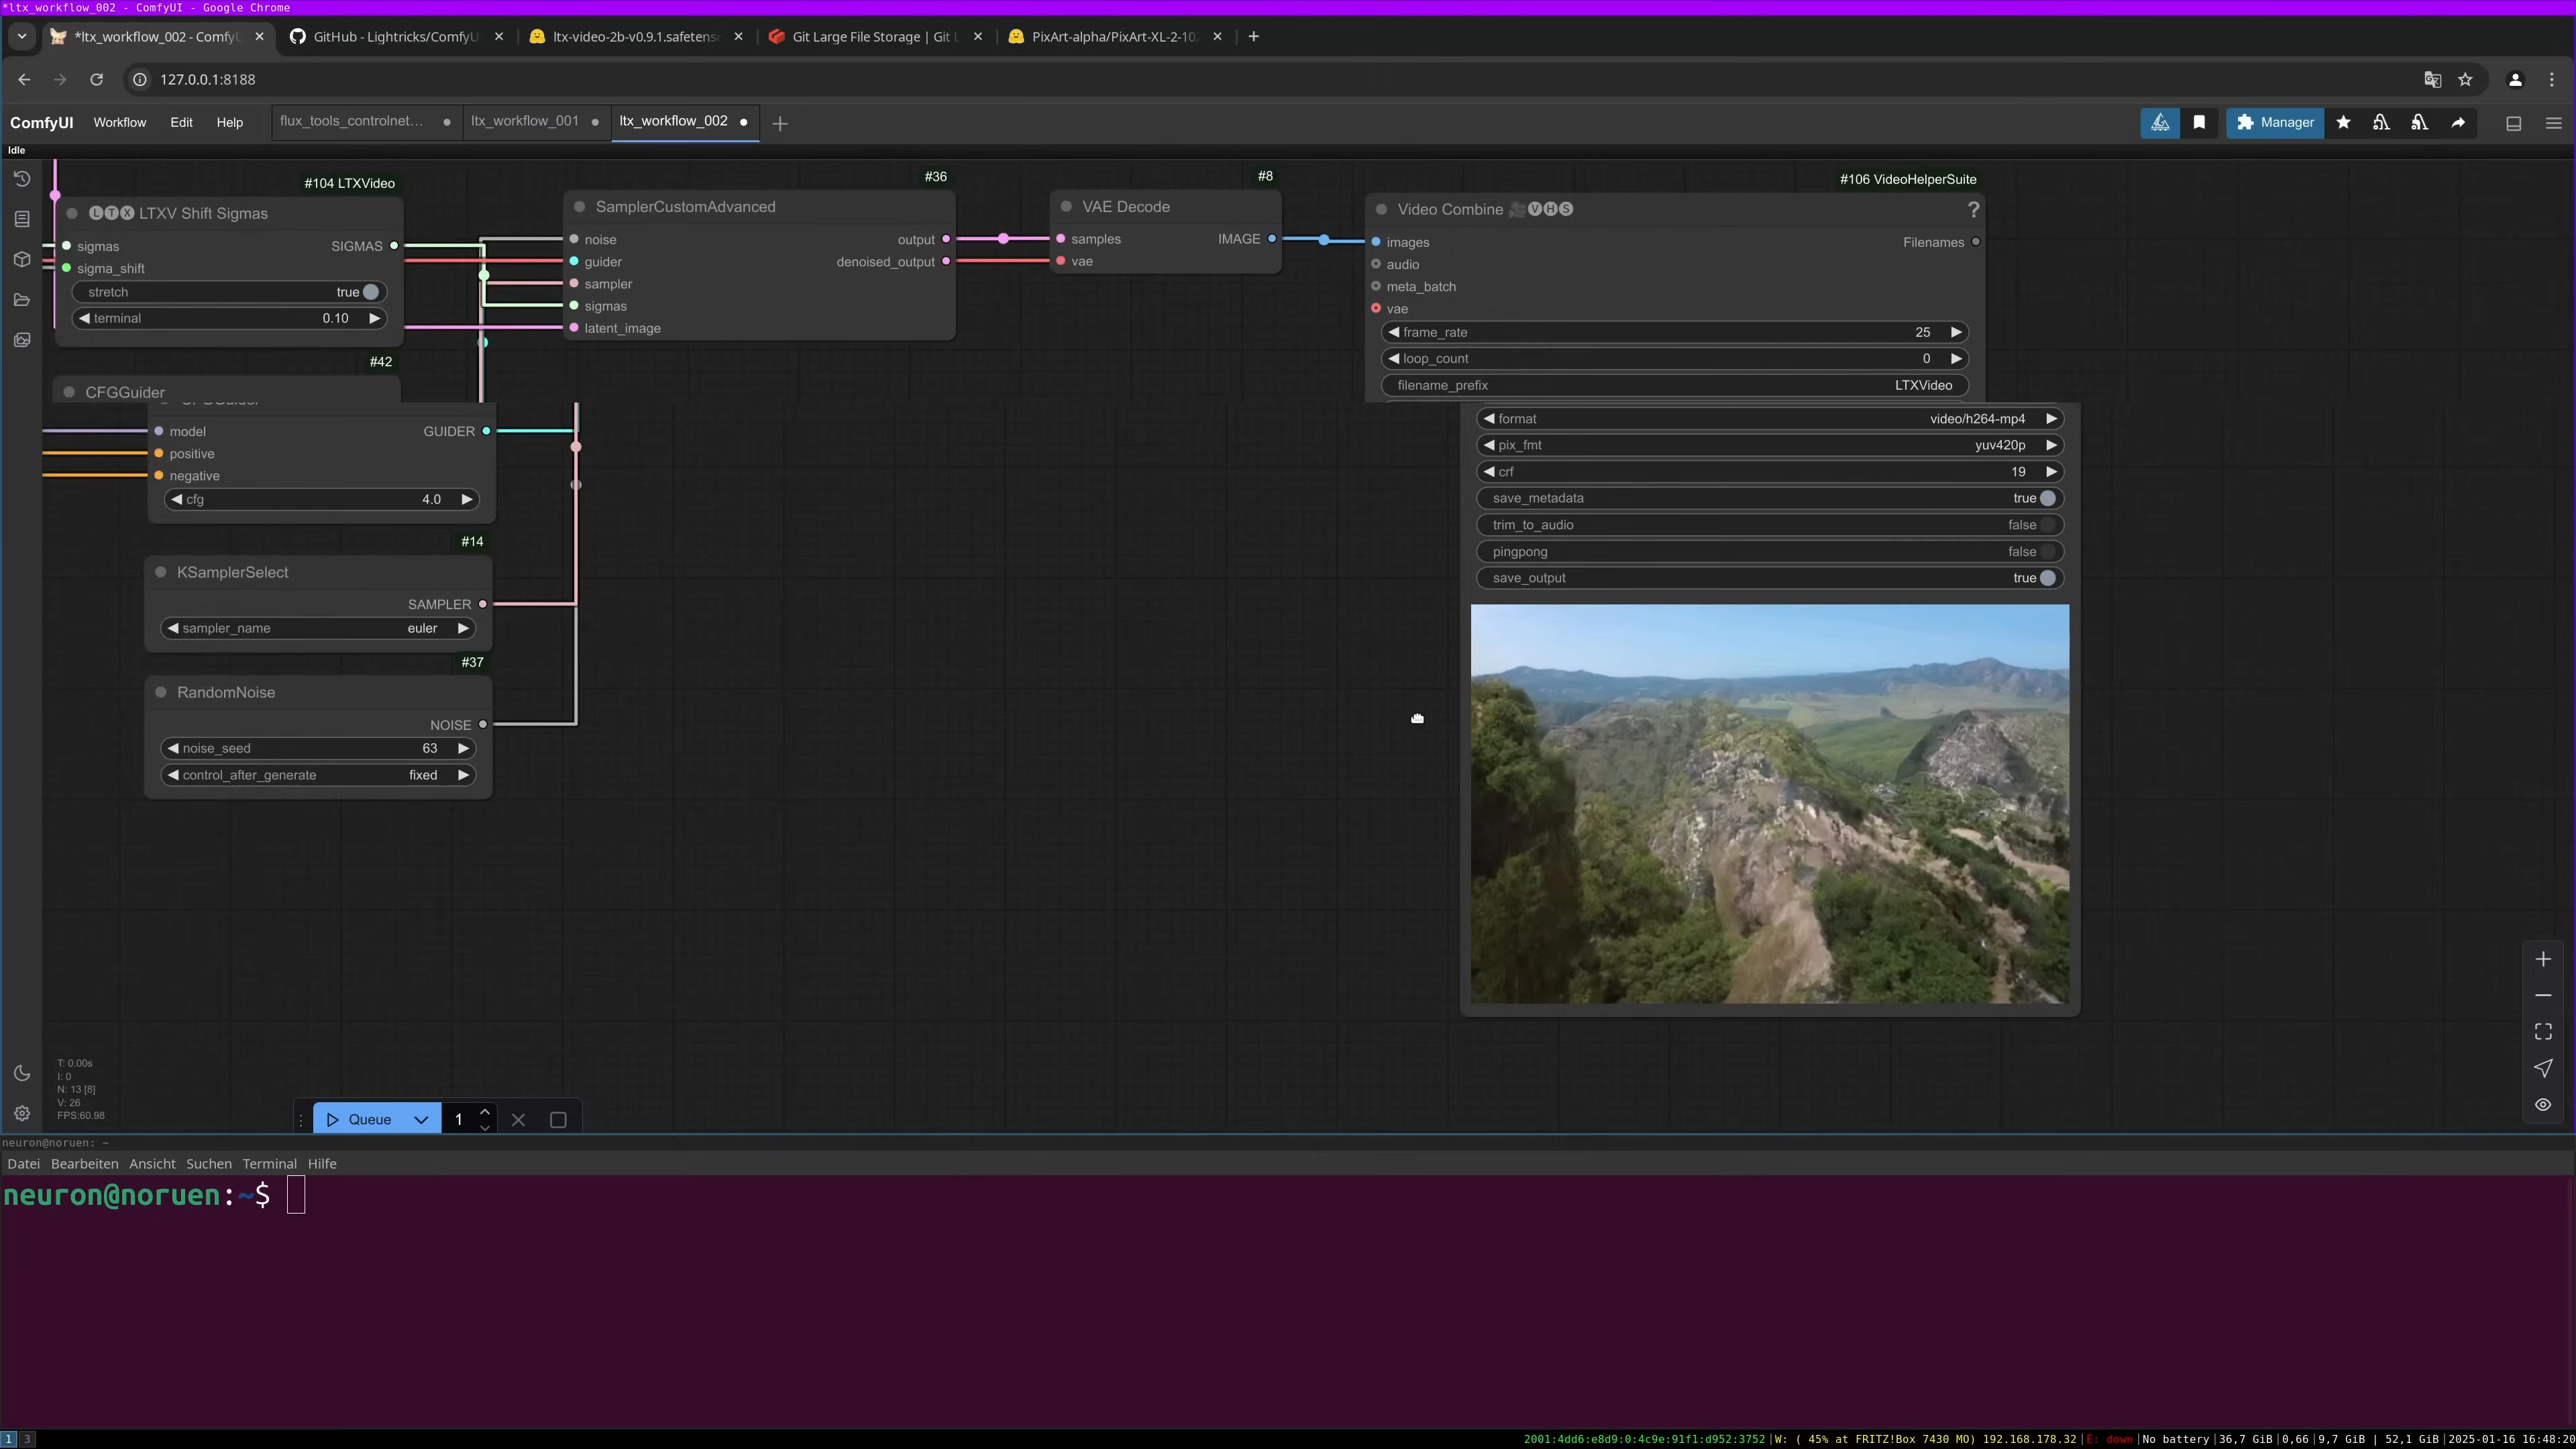 *ltx_workflow_002 - ComfyUI - Google Chrome
*ltx_workflow_002 - ComfyU
GitHub - Lightricks/ComfyU
ltx-video-2b-v0.9.1.safetens
Git Large File Storage | Git L
PixArt-alpha/PixArt-XL-2-10
127.0.0.1:8188
ComfyUI
Workflow
Edit
Help
flux_tools_controlnet...
ltx_workflow_001
ltx_workflow_002
Manager
Idle
#104 LTXVideo
LTX LTXV Shift Sigmas
sigmas
SIGMAS
sigma_shift
stretch true
terminal 0.10
#36
SamplerCustomAdvanced
noise
output
guider
denoised_output
sampler
sigmas
latent_image
#8
VAE Decode
samples
IMAGE
vae
#106 VideoHelperSuite
Video Combine 🎥VHS
?
images
Filenames
audio
meta_batch
vae
frame_rate 25
loop_count 0
filename_prefix LTXVideo
format video/h264-mp4
pix_fmt yuv420p
crf 19
save_metadata true
trim_to_audio false
pingpong false
save_output true
#42
CFGGuider
model
GUIDER
positive
negative
cfg 4.0
#14
KSamplerSelect
SAMPLER
sampler_name euler
#37
RandomNoise
NOISE
noise_seed 63
control_after_generate fixed
T: 0.00s
I: 0
N: 13 [8]
V: 26
FPS:60.98
Queue
1
neuron@noruen: ~
Datei Bearbeiten Ansicht Suchen Terminal Hilfe
neuron@noruen:~$
1 3
2001:4dd6:e8d9:0:4c9e:91f1:d952:3752|W: ( 45% at FRITZ!Box 7430 MO) 192.168.178.32|E: down|No battery|36,7 GiB|0,66|9,7 GiB | 52,1 GiB|2025-01-16 16:48:20